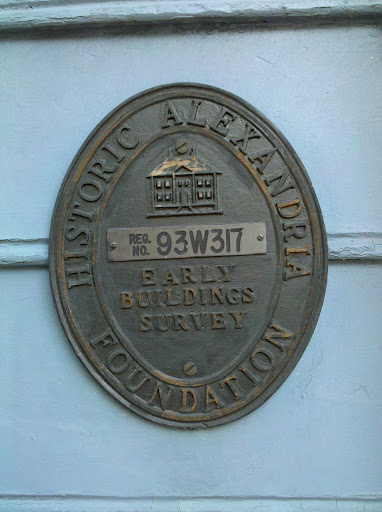 HISTORIC ALEXANDRIA
REG. NO. 93W317
EARLY
BUILDINGS
SURVEY
FOUNDATION